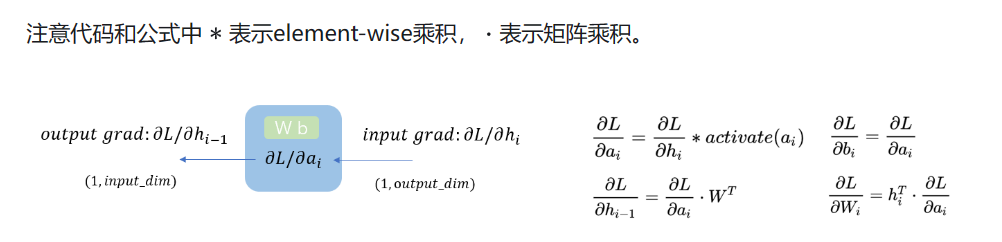 注意代码和公式中 * 表示element-wise乘积， · 表示矩阵乘积。
output grad: ∂L/∂h_{i−1}
W b
input grad: ∂L/∂h_i
∂L/∂a_i
(1, input_dim)
(1, output_dim)
∂L/∂a_i = ∂L/∂h_i * activate(a_i)
∂L/∂b_i = ∂L/∂a_i
∂L/∂h_{i−1} = ∂L/∂a_i · W^T
∂L/∂W_i = h_i^T · ∂L/∂a_i